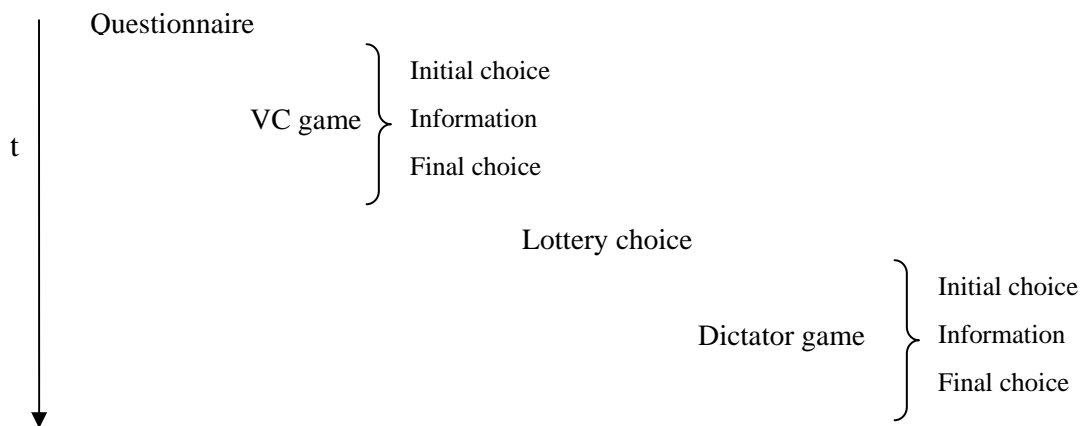 Questionnaire
Initial choice
VC game
Information
t
Final choice
Lottery choice
Initial choice
Dictator game
Information
Final choice